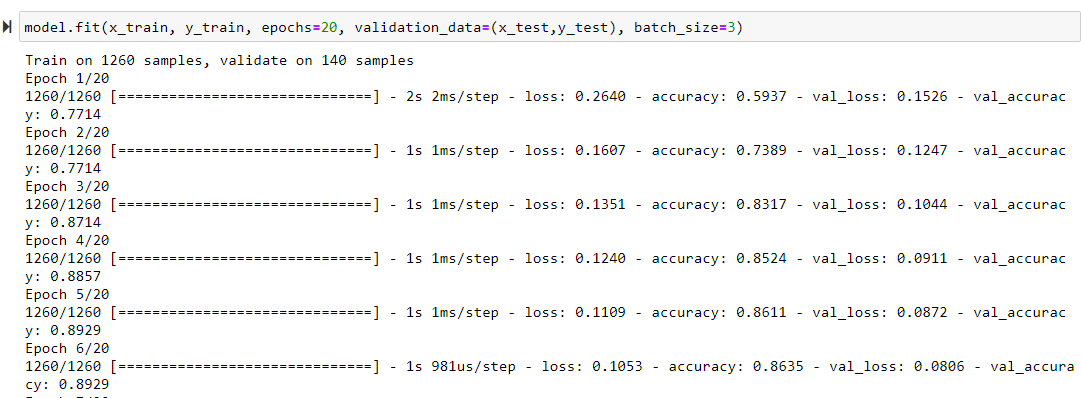 model.fit(x_train, y_train, epochs=20, validation_data=(x_test,y_test), batch_size=3)
Train on 1260 samples, validate on 140 samples
Epoch 1/20
1260/1260 [==============================] - 2s 2ms/step - loss: 0.2640 - accuracy: 0.5937 - val_loss: 0.1526 - val_accurac
y: 0.7714
Epoch 2/20
1260/1260 [==============================] - 1s 1ms/step - loss: 0.1607 - accuracy: 0.7389 - val_loss: 0.1247 - val_accurac
y: 0.7714
Epoch 3/20
1260/1260 [==============================] - 1s 1ms/step - loss: 0.1351 - accuracy: 0.8317 - val_loss: 0.1044 - val_accurac
y: 0.8714
Epoch 4/20
1260/1260 [==============================] - 1s 1ms/step - loss: 0.1240 - accuracy: 0.8524 - val_loss: 0.0911 - val_accurac
y: 0.8857
Epoch 5/20
1260/1260 [==============================] - 1s 1ms/step - loss: 0.1109 - accuracy: 0.8611 - val_loss: 0.0872 - val_accurac
y: 0.8929
Epoch 6/20
1260/1260 [==============================] - 1s 981us/step - loss: 0.1053 - accuracy: 0.8635 - val_loss: 0.0806 - val_accura
cy: 0.8929